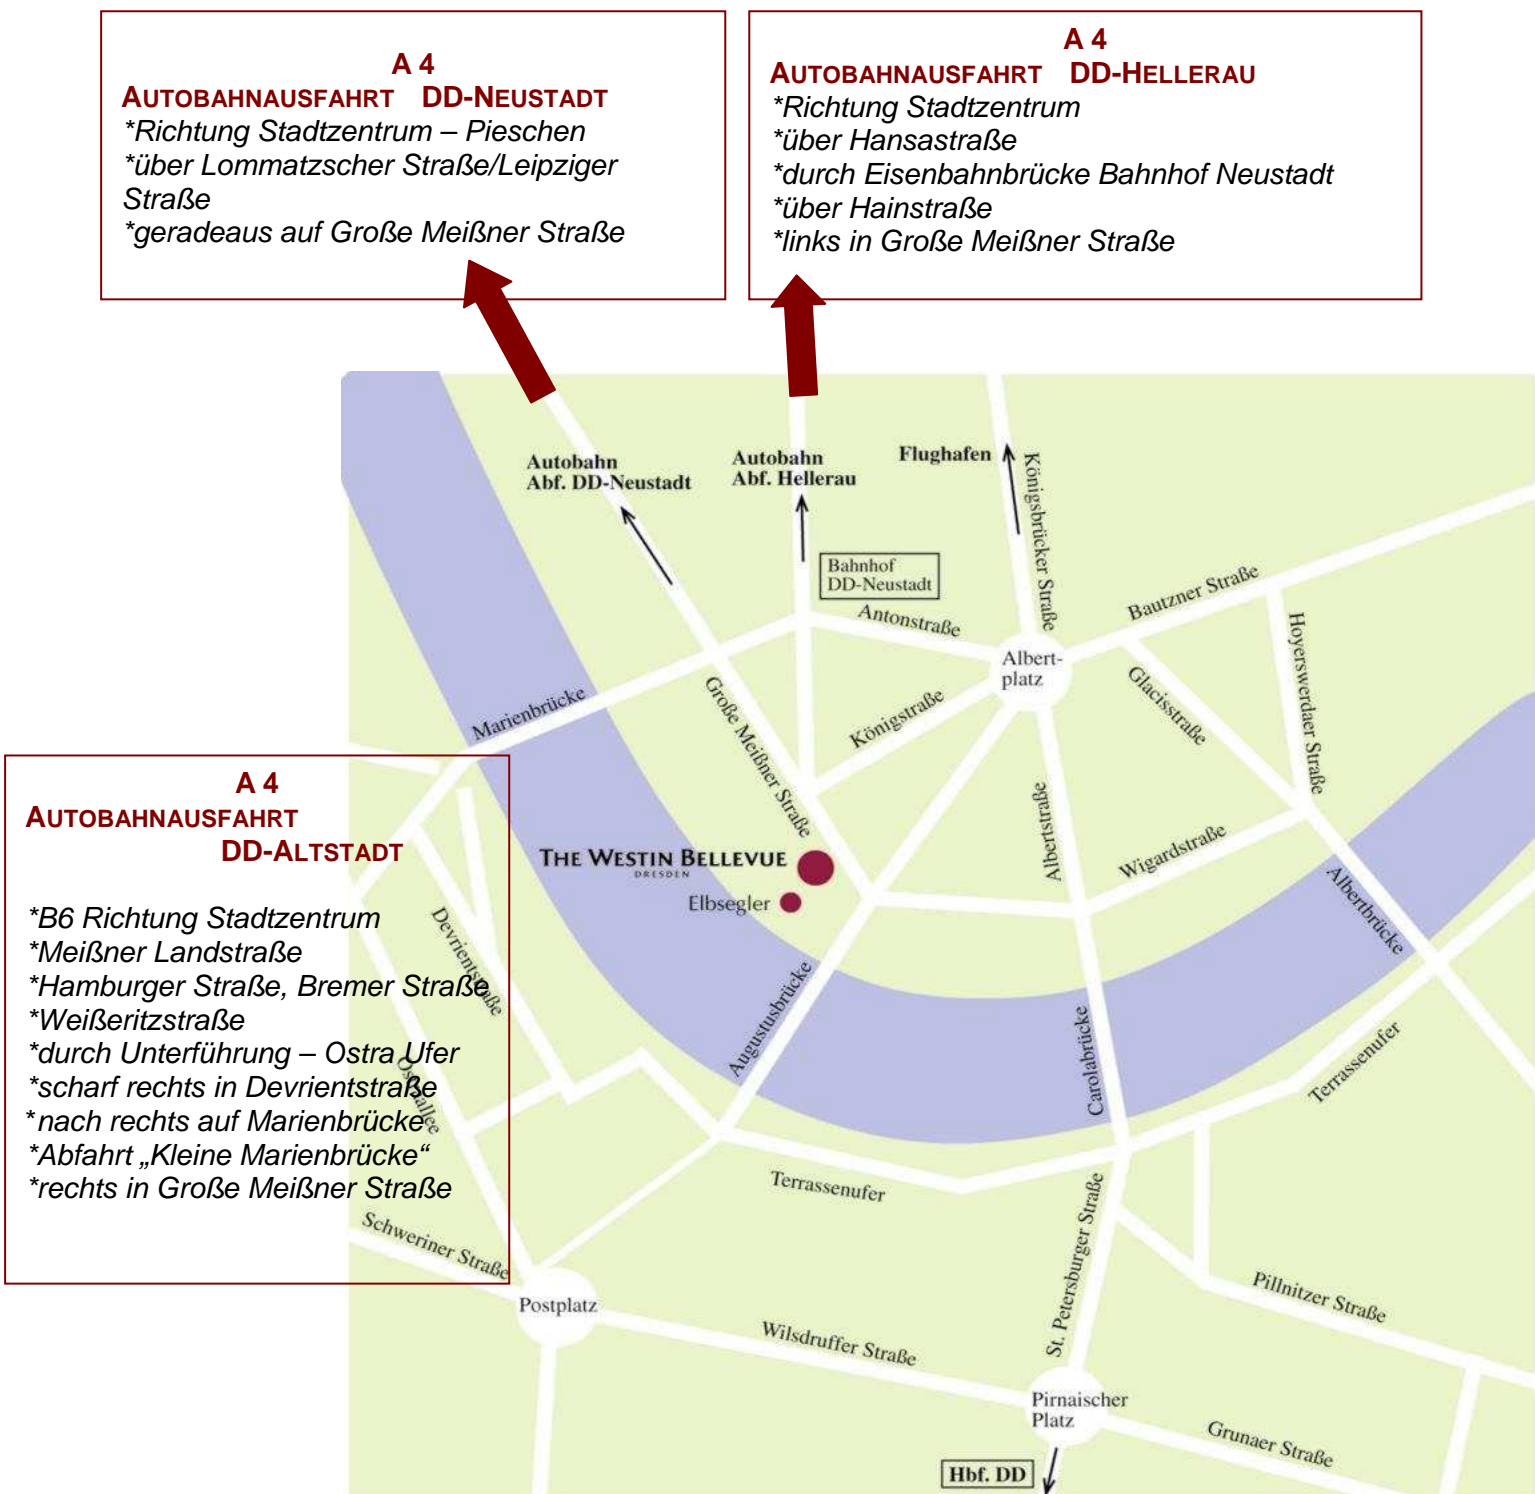 A 4
AUTOBAHNAUSFAHRT DD-NEUSTADT
*Richtung Stadtzentrum – Pieschen
*über Lommatzscher Straße/Leipziger
Straße
*geradeaus auf Große Meißner Straße
A 4
AUTOBAHNAUSFAHRT DD-HELLERAU
*Richtung Stadtzentrum
*über Hansastraße
*durch Eisenbahnbrücke Bahnhof Neustadt
*über Hainstraße
*links in Große Meißner Straße
Autobahn
Abf. DD-Neustadt
Autobahn
Abf. Hellerau
Flughafen
Königsbrücker Straße
Bahnhof
DD-Neustadt
Antonstraße
Bautzner Straße
Hoyerswerdaer Straße
Albert-
platz
Glacisstraße
Marienbrücke
Große Meißner Straße
Königstraße
Albertstraße
Wigardstraße
Albertbrücke
THE WESTIN BELLEVUE
DRESDEN
Elbsegler
A 4
AUTOBAHNAUSFAHRT
DD-ALTSTADT
*B6 Richtung Stadtzentrum
*Meißner Landstraße
*Hamburger Straße, Bremer Straße
*Weißeritzstraße
*durch Unterführung – Ostra Ufer
*scharf rechts in Devrientstraße
*nach rechts auf Marienbrücke
*Abfahrt „Kleine Marienbrücke“
*rechts in Große Meißner Straße
Devrientstraße
Ostraallee
Augustusbrücke
Carolabrücke
Terrassenufer
Terrassenufer
Schweriner Straße
Postplatz
St. Petersburger Straße
Pillnitzer Straße
Wilsdruffer Straße
Pirnaischer
Platz
Grunaer Straße
Hbf. DD